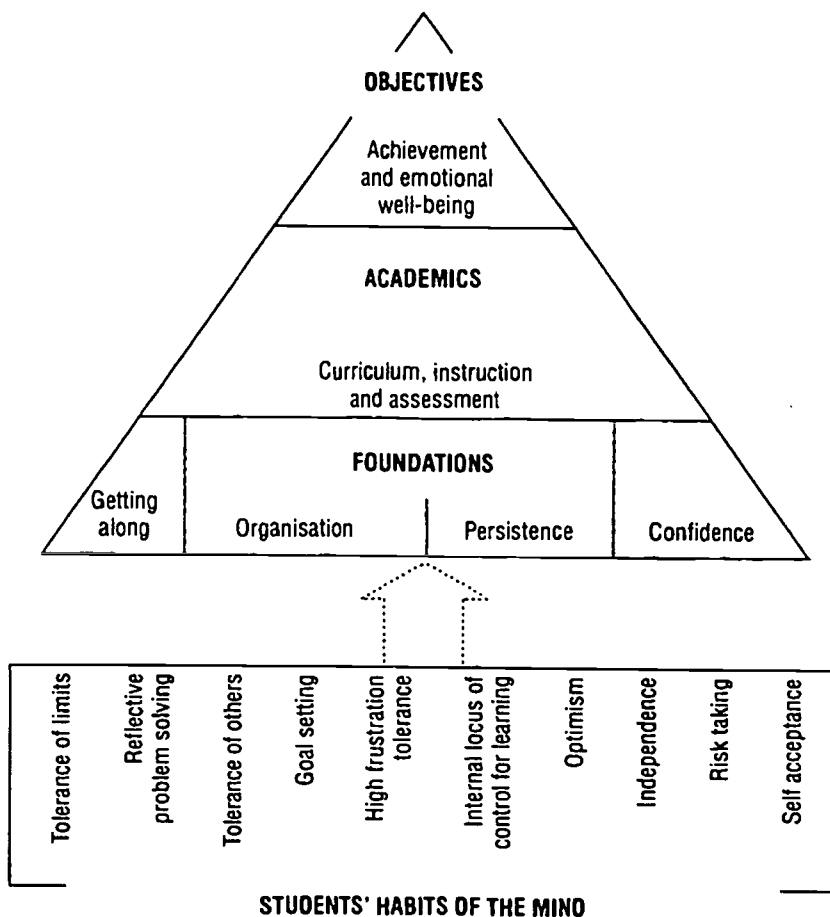 OBJECTIVES
Achievement
and emotional
well-being
ACADEMICS
Curriculum, instruction
and assessment
FOUNDATIONS
Getting
along
Organisation
Persistence
Confidence
Tolerance of limits
Reflective
problem solving
Tolerance of others
Goal setting
High frustration
tolerance
Internal locus of
control for learning
Optimism
Independence
Risk taking
Self acceptance
STUDENTS' HABITS OF THE MIND